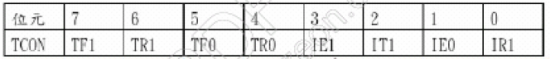 位元 7 6 5 4 3 2 1 0
TCON TF1 TR1 TF0 TR0 IE1 IT1 IE0 IR1